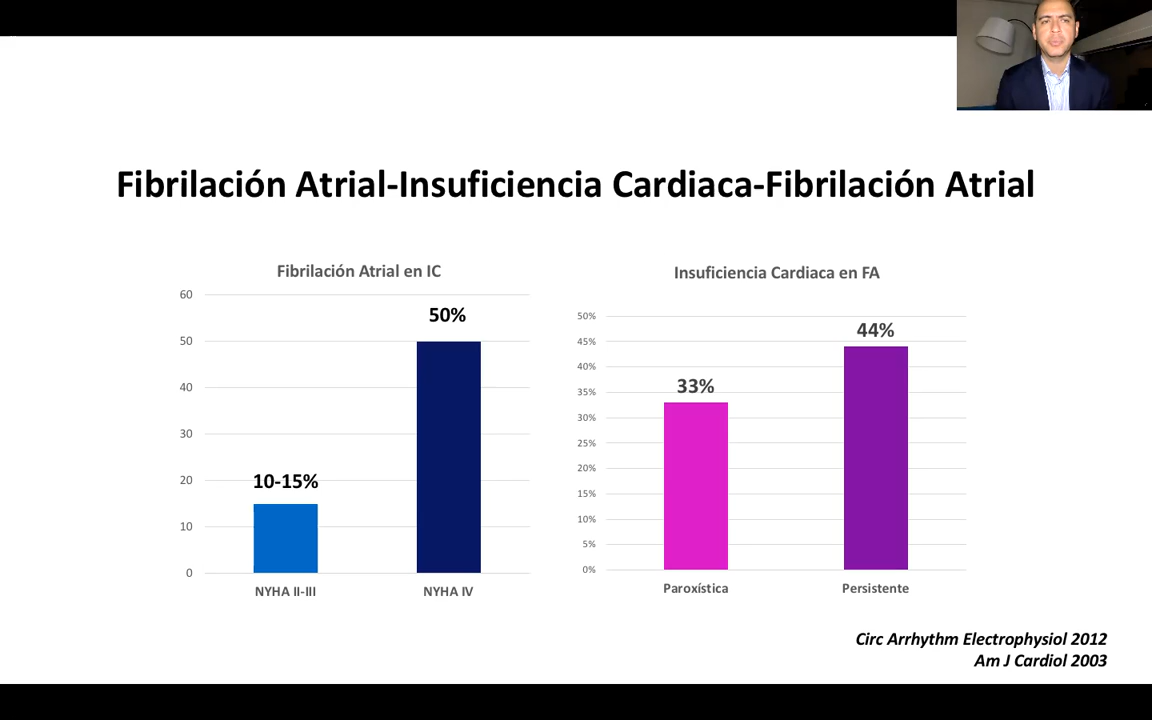 Fibrilación Atrial-Insuficiencia Cardiaca-Fibrilación Atrial
Fibrilación Atrial en IC
60
50
40
30
20
10
0
50%
10-15%
NYHA II-III
NYHA IV
Insuficiencia Cardiaca en FA
50%
45%
40%
35%
30%
25%
20%
15%
10%
5%
0%
44%
33%
Paroxística
Persistente
Circ Arrhythm Electrophysiol 2012
Am J Cardiol 2003